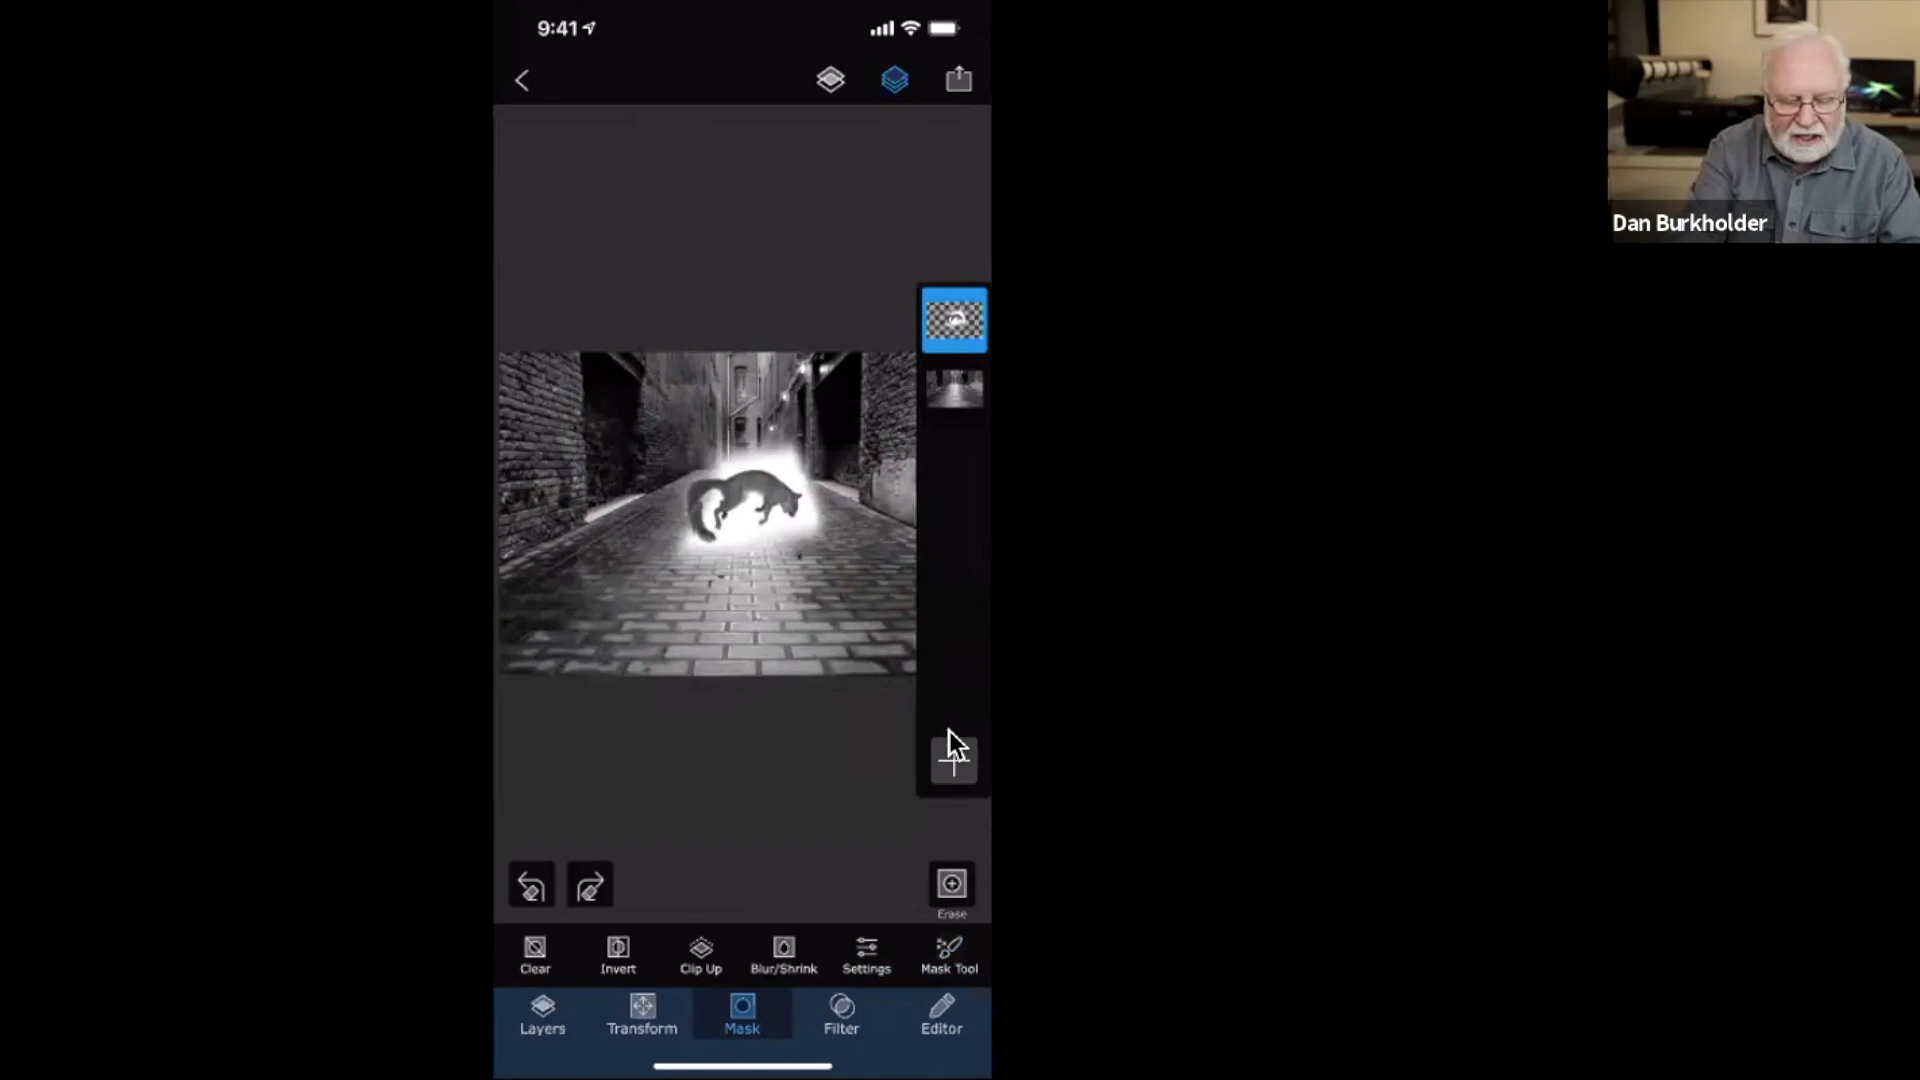 9:41
Dan Burkholder
Erase
Clear Invert Clip Up Blur/Shrink Settings Mask Tool
Layers Transform Mask Filter Editor